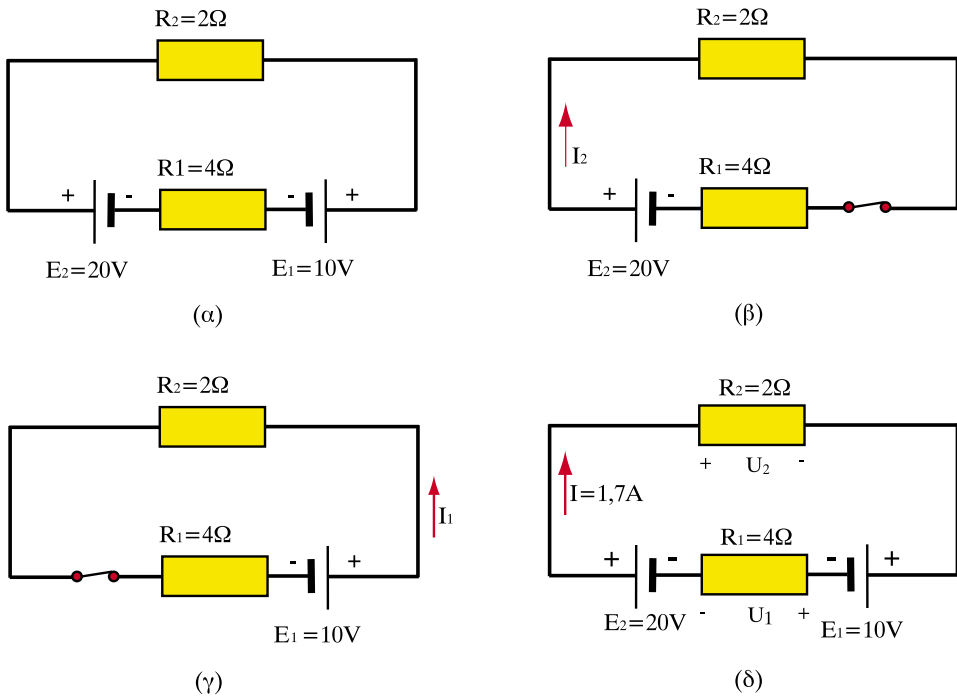 R₂=2Ω
R1=4Ω
+ - - +
E₂=20V E₁=10V
(α)
R₂=2Ω
I₂
R₁=4Ω
+ -
E₂=20V
(β)
R₂=2Ω
I₁
R₁=4Ω
- +
E₁=10V
(γ)
R₂=2Ω
+ U₂ -
I=1,7A
R₁=4Ω
+ - - +
- U₁ +
E₂=20V E₁=10V
(δ)